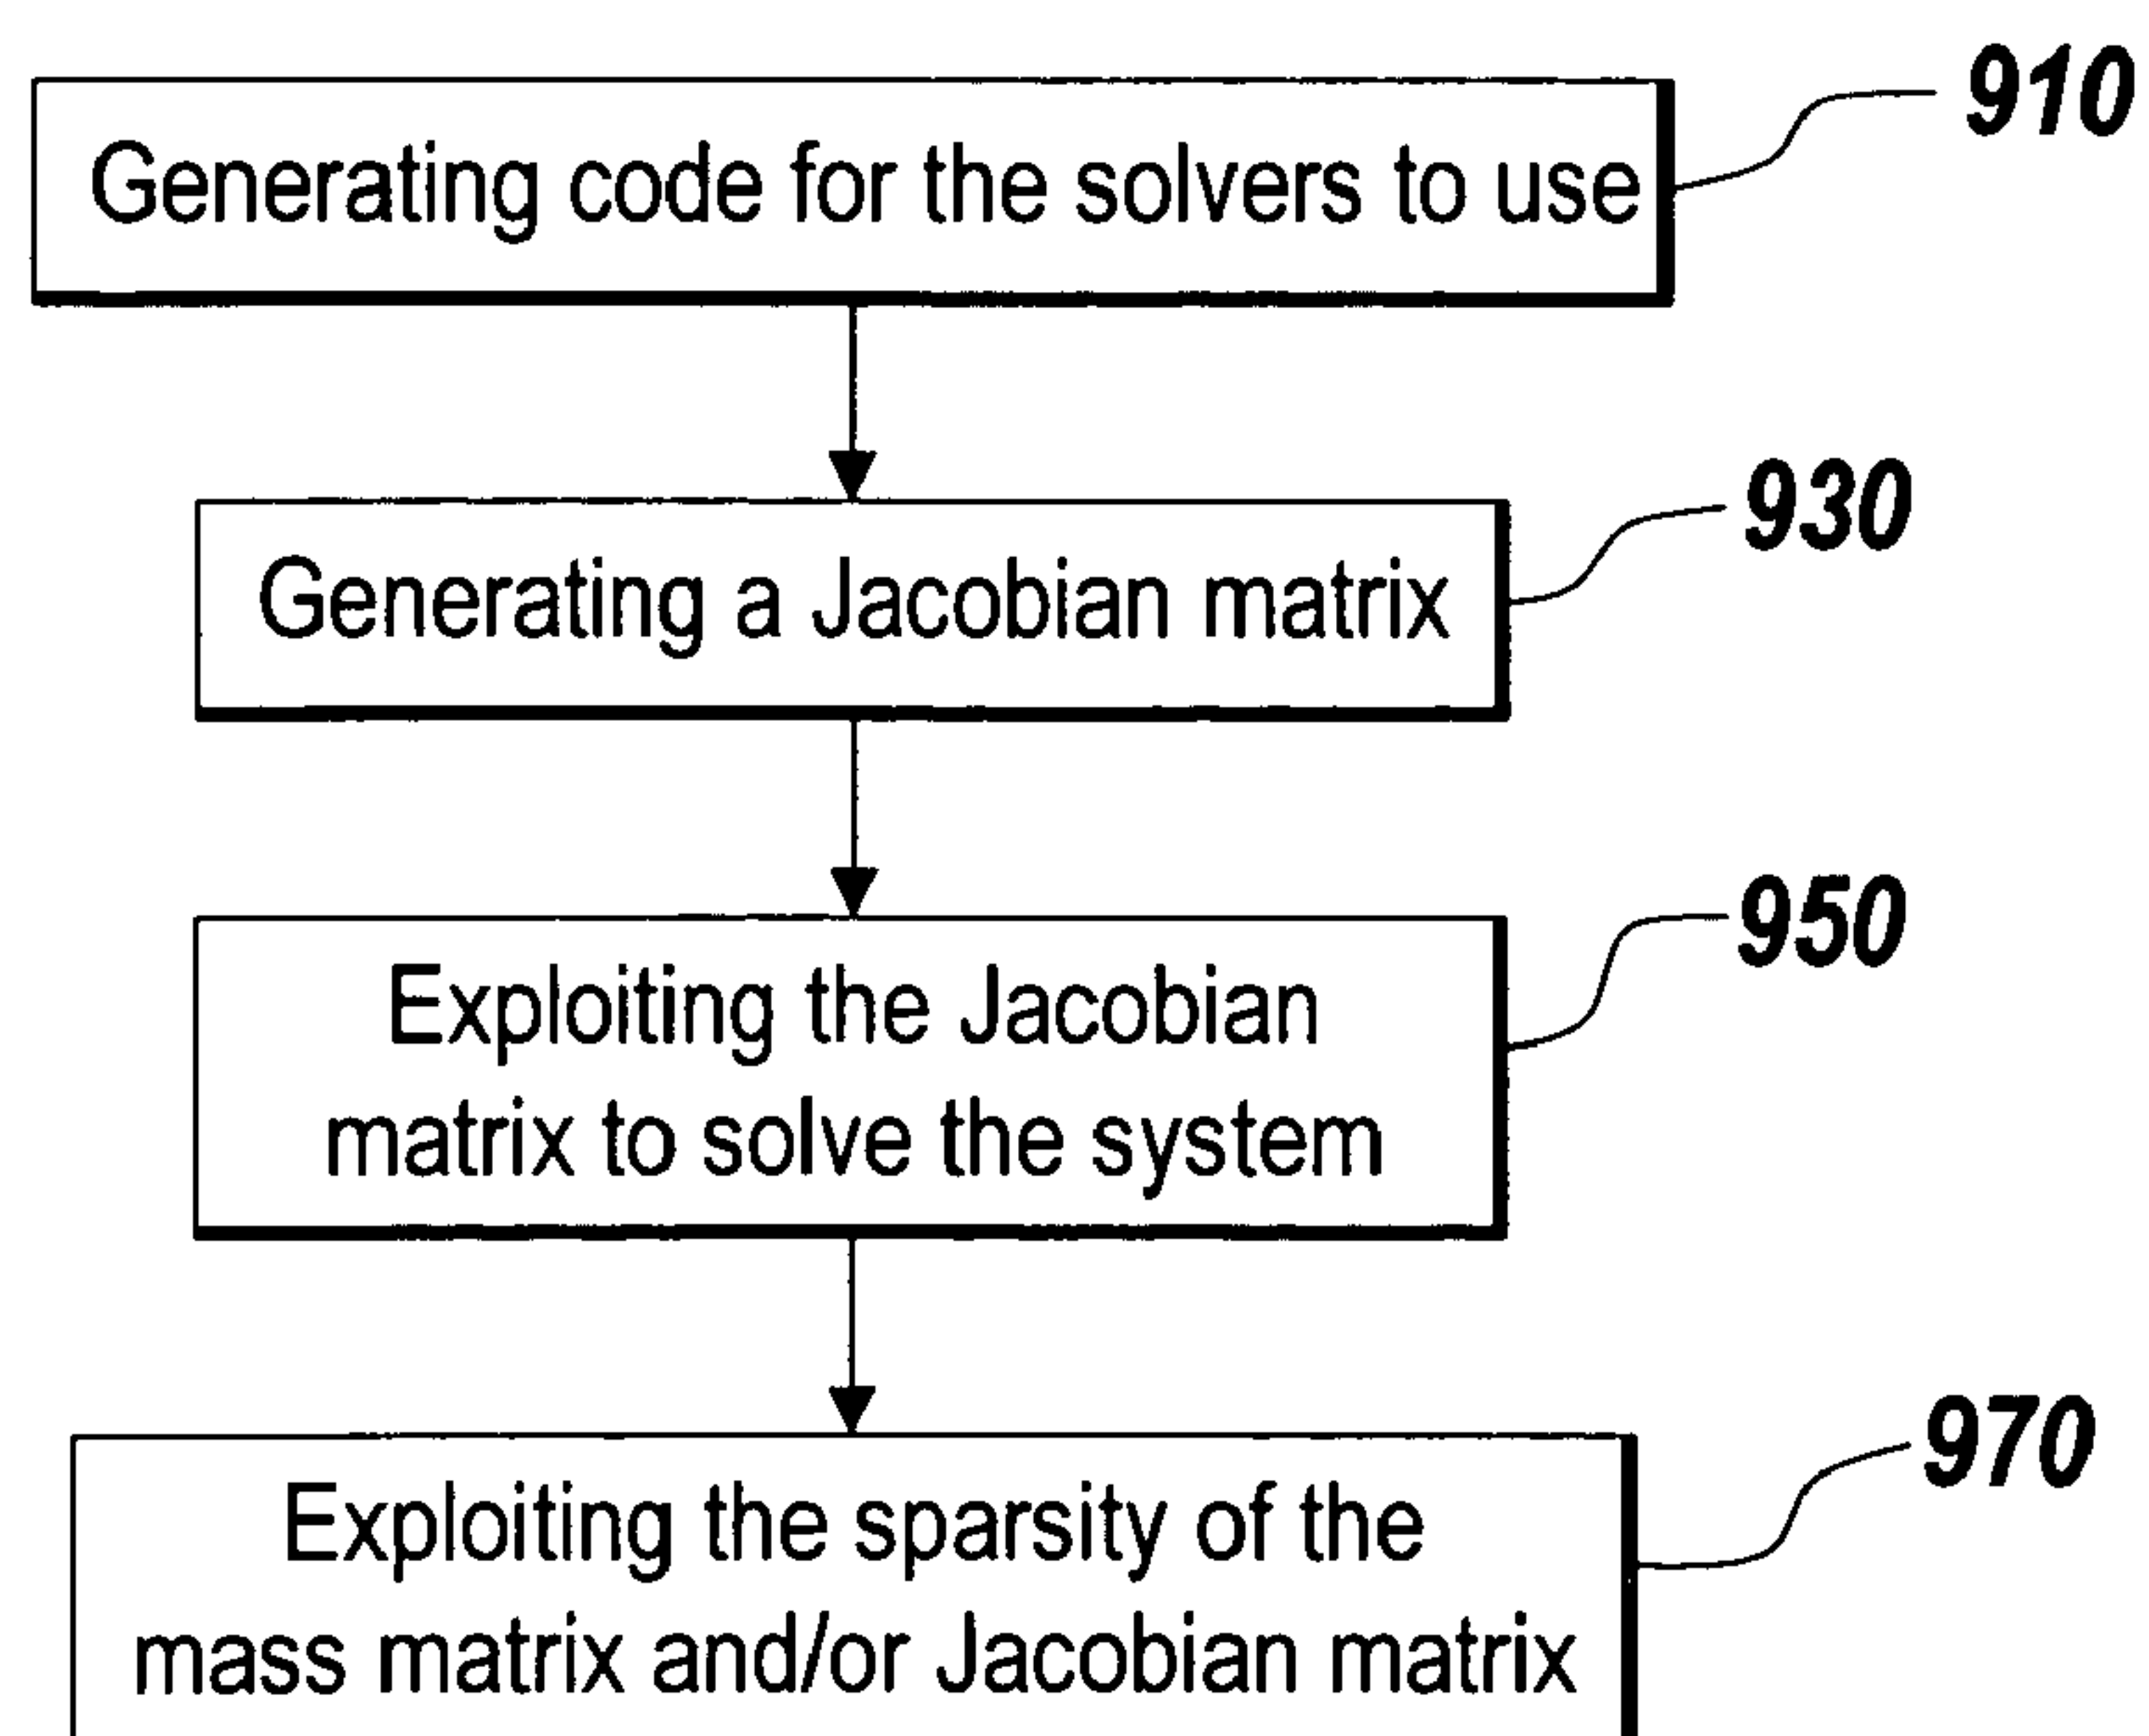 910
Generating code for the solvers to use
930
Generating a Jacobian matrix
950
Exploiting the Jacobian
matrix to solve the system
970
Exploiting the sparsity of the
mass matrix and/or Jacobian matrix